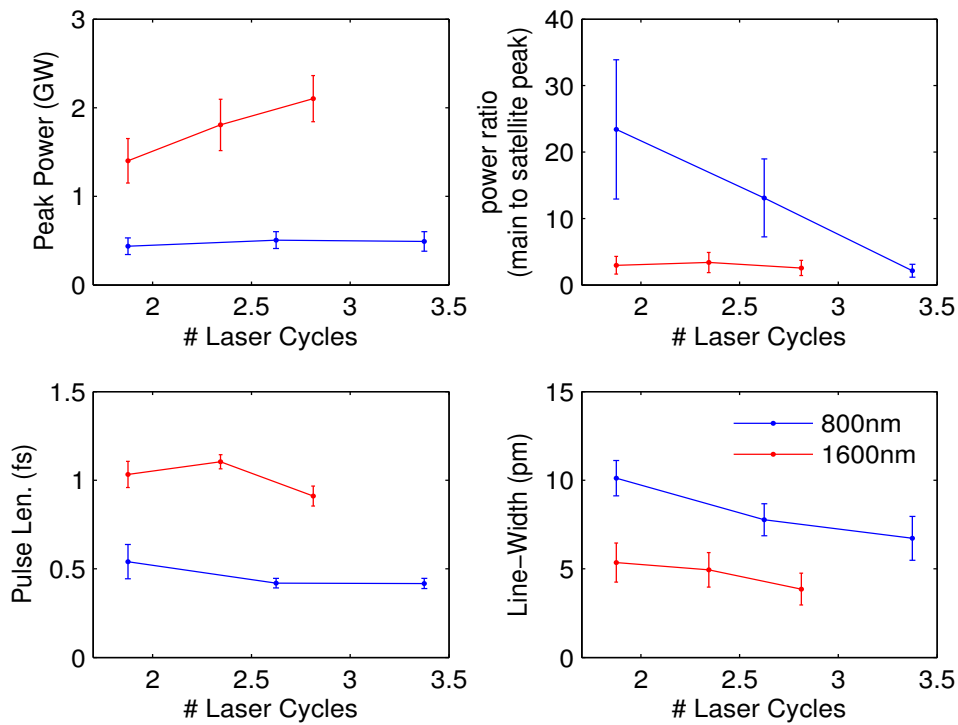 Peak Power (GW)
3
2
1
0
2 2.5 3 3.5
# Laser Cycles
power ratio
(main to satellite peak)
40
30
20
10
0
2 2.5 3 3.5
# Laser Cycles
Pulse Len. (fs)
1.5
1
0.5
0
2 2.5 3 3.5
# Laser Cycles
Line-Width (pm)
15
10
5
0
2 2.5 3 3.5
# Laser Cycles
800nm
1600nm